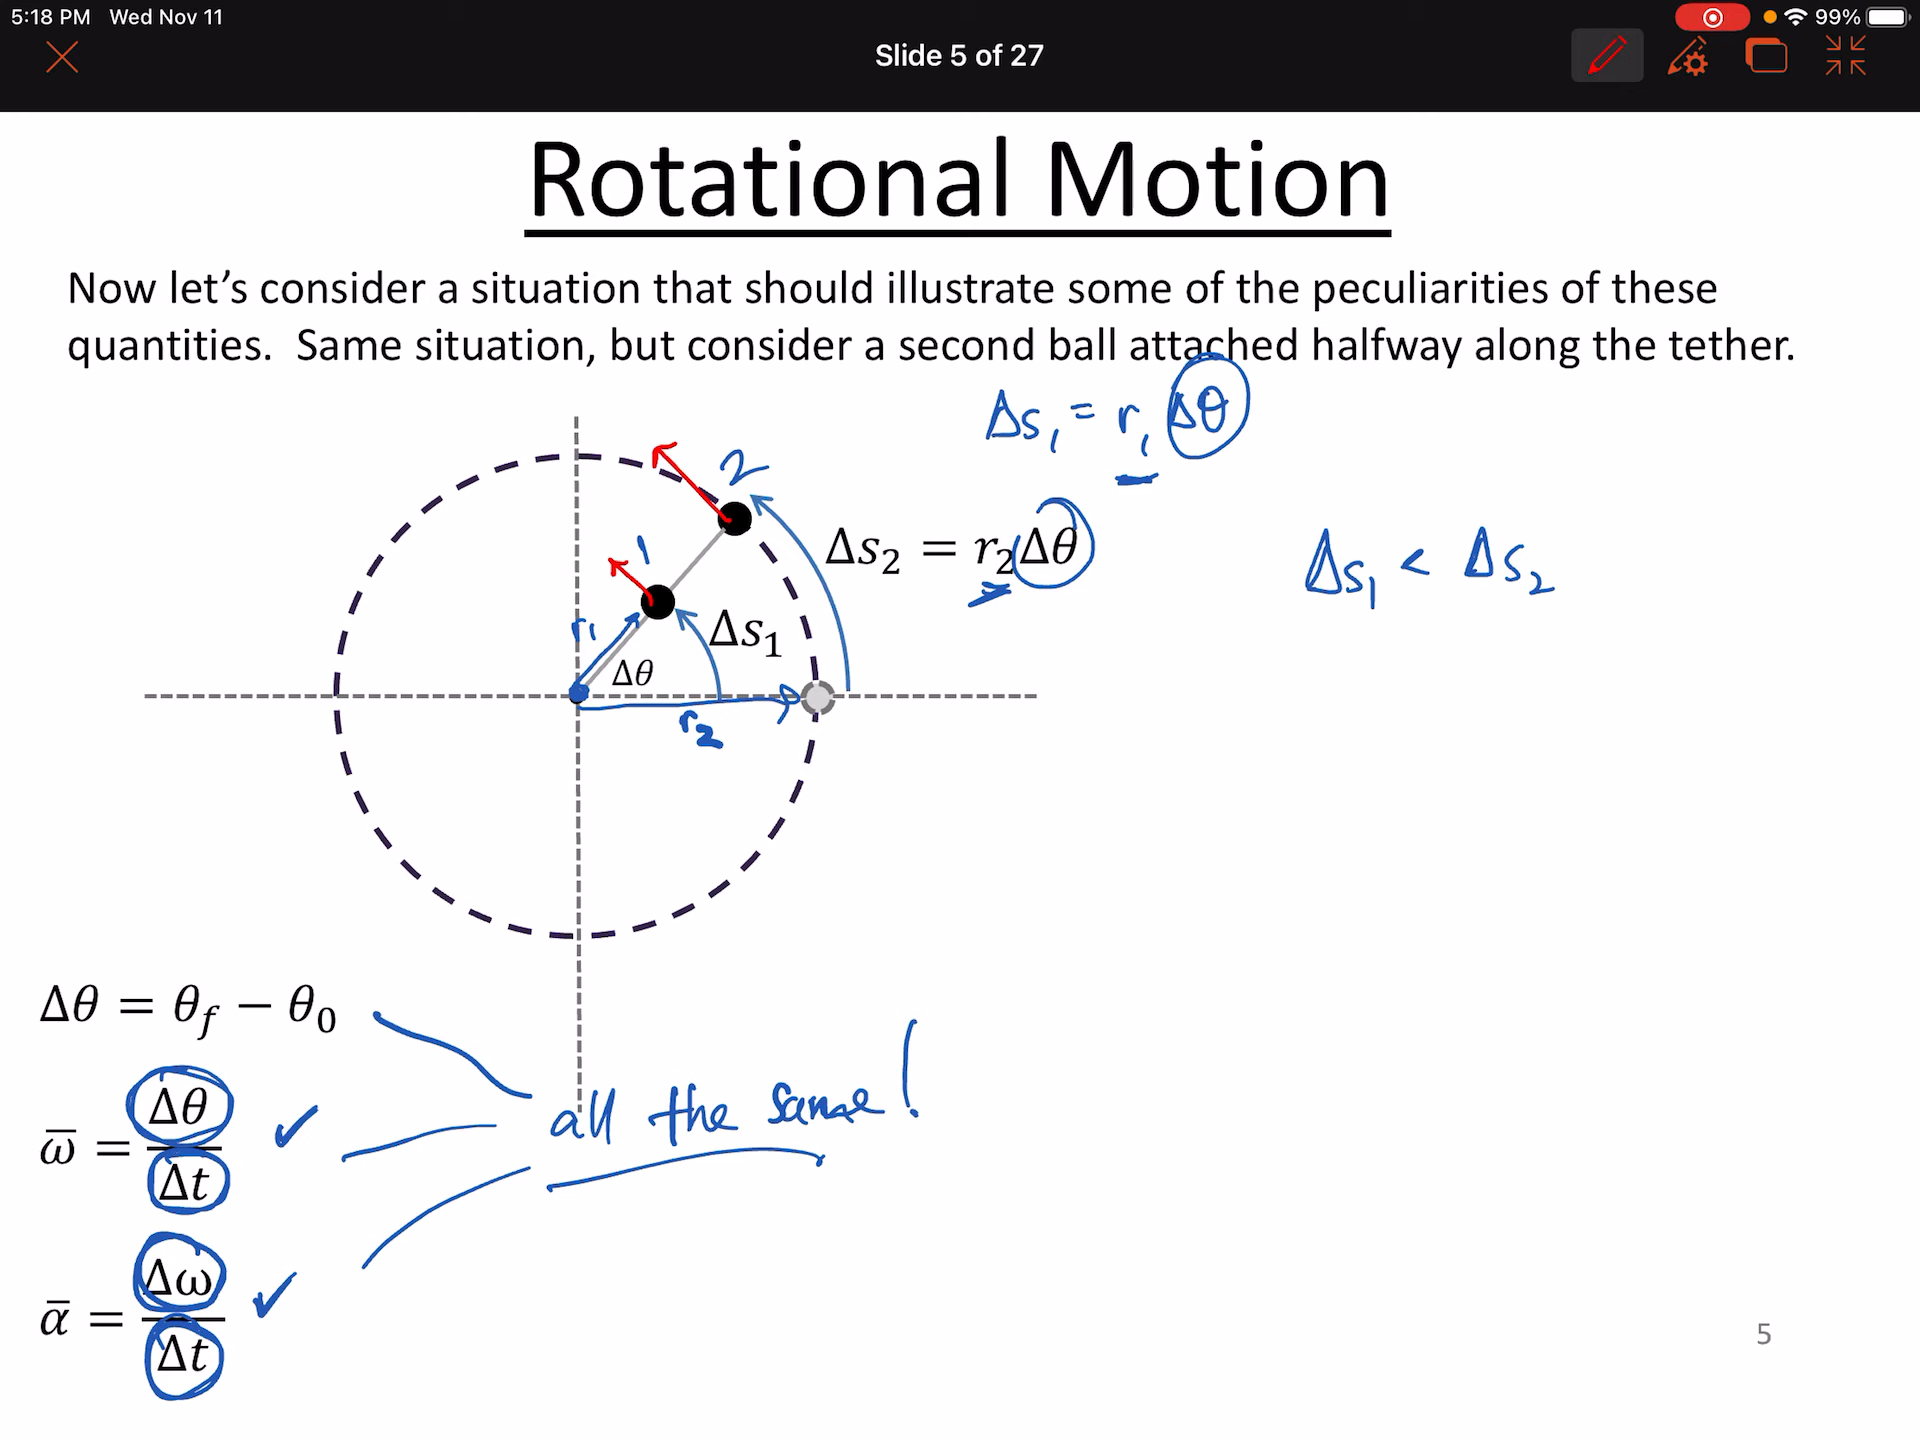 5:18 PM Wed Nov 11
99%
Slide 5 of 27
Rotational Motion
Now let’s consider a situation that should illustrate some of the peculiarities of these
quantities.  Same situation, but consider a second ball attached halfway along the tether.
Δs₁ = r₁ Δθ
2
Δs₂ = r₂Δθ
Δs₁ < Δs₂
1
r₁
Δs₁
Δθ
r₂
Δθ = θ_f − θ₀
ω̅ = Δθ/Δt ✓
all the same!
α̅ = Δω/Δt ✓
5